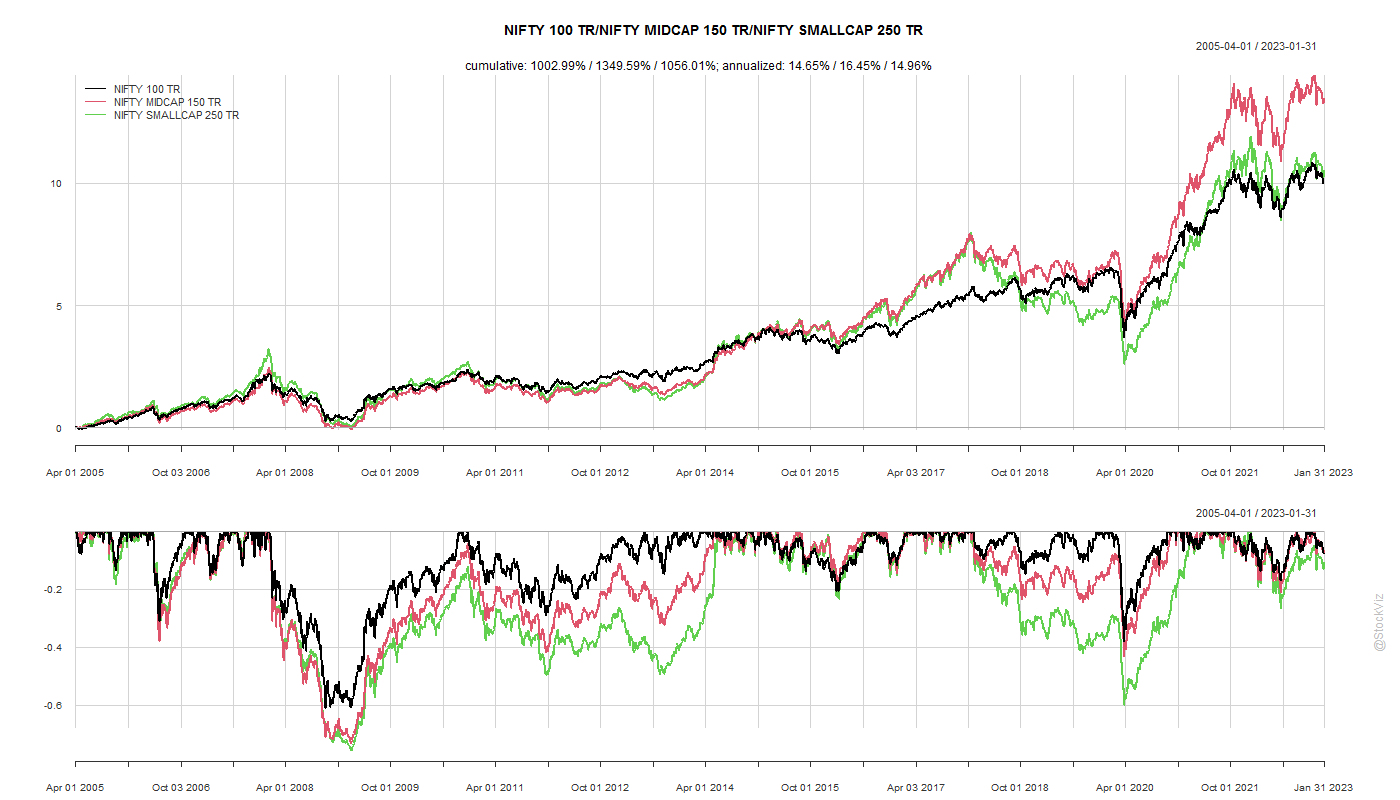 NIFTY 100 TR/NIFTY MIDCAP 150 TR/NIFTY SMALLCAP 250 TR
2005-04-01 / 2023-01-31
cumulative: 1002.99% / 1349.59% / 1056.01%; annualized: 14.65% / 16.45% / 14.96%
NIFTY 100 TR
NIFTY MIDCAP 150 TR
NIFTY SMALLCAP 250 TR
10
5
0
Apr 01 2005 Oct 03 2006 Apr 01 2008 Oct 01 2009 Apr 01 2011 Oct 01 2012 Apr 01 2014 Oct 01 2015 Apr 03 2017 Oct 01 2018 Apr 01 2020 Oct 01 2021 Jan 31 2023
2005-04-01 / 2023-01-31
-0.2
-0.4
-0.6
@StockViz
Apr 01 2005 Oct 03 2006 Apr 01 2008 Oct 01 2009 Apr 01 2011 Oct 01 2012 Apr 01 2014 Oct 01 2015 Apr 03 2017 Oct 01 2018 Apr 01 2020 Oct 01 2021 Jan 31 2023